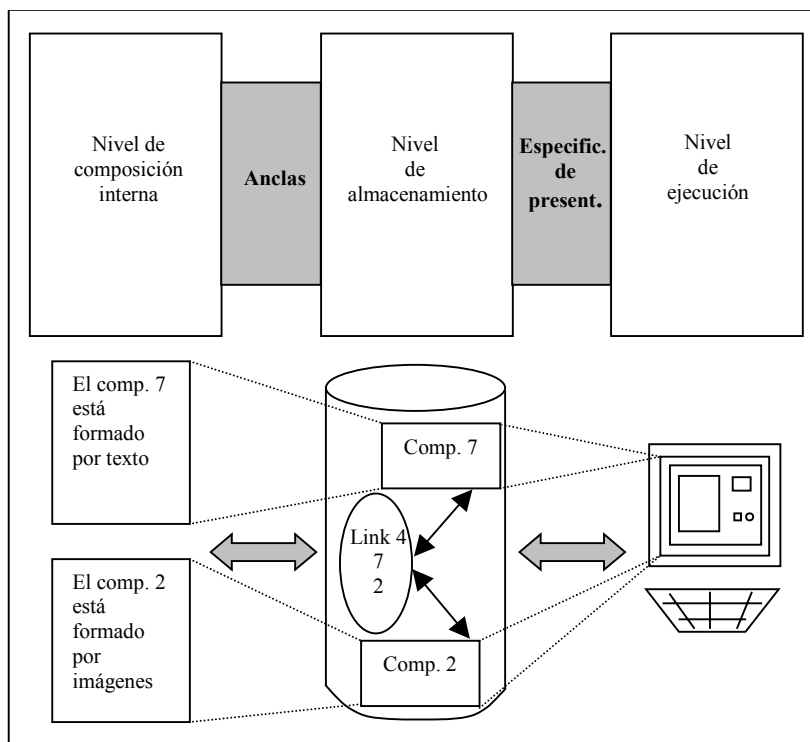 Nivel de
composición
interna
Anclas
Nivel
de
almacenamiento
Especific.
de
present.
Nivel
de
ejecución
El comp. 7
está
formado
por texto
Comp. 7
Link 4
7
2
El comp. 2
está
formado
por
imágenes
Comp. 2